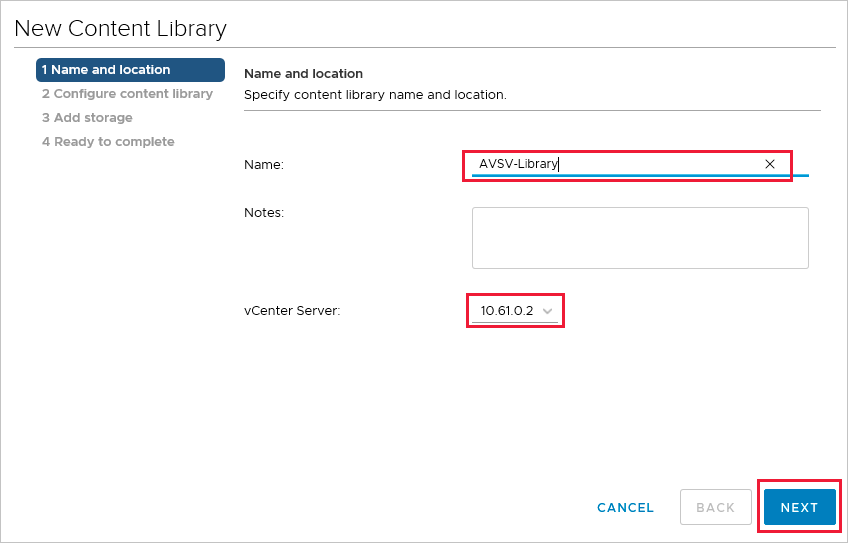 New Content Library
1 Name and location
2 Configure content library
3 Add storage
4 Ready to complete
Name and location
Specify content library name and location.
Name:
AVSV-Library
Notes:
vCenter Server:
10.61.0.2
CANCEL
BACK
NEXT